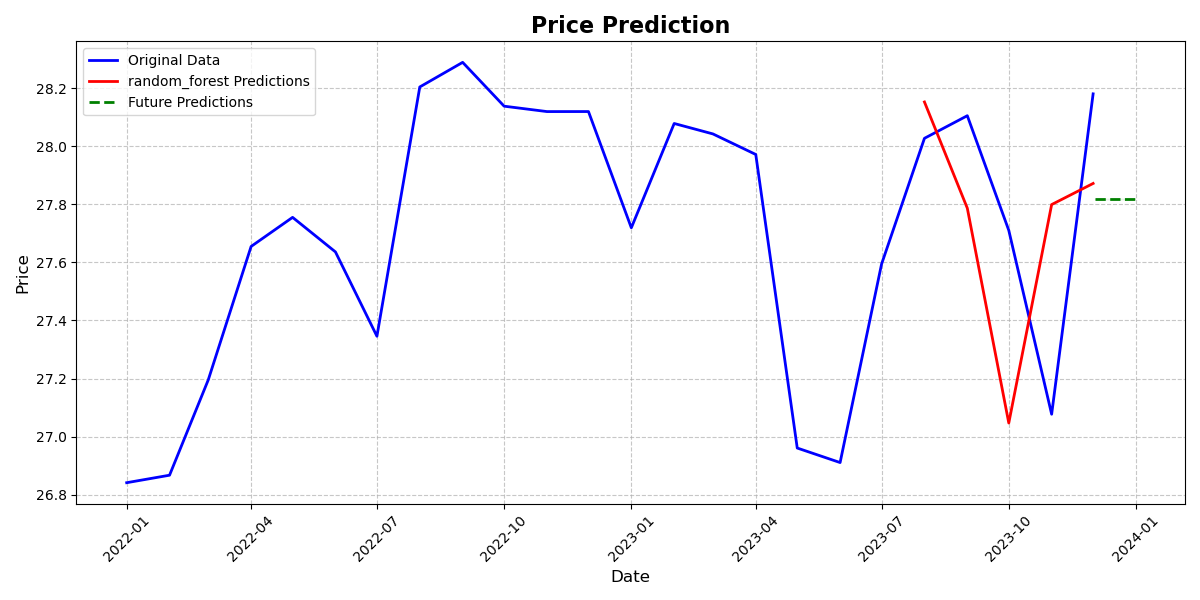 Price Prediction
Original Data
random_forest Predictions
Future Predictions
Price
28.2
28.0
27.8
27.6
27.4
27.2
27.0
26.8
2022-01
2022-04
2022-07
2022-10
2023-01
2023-04
2023-07
2023-10
2024-01
Date